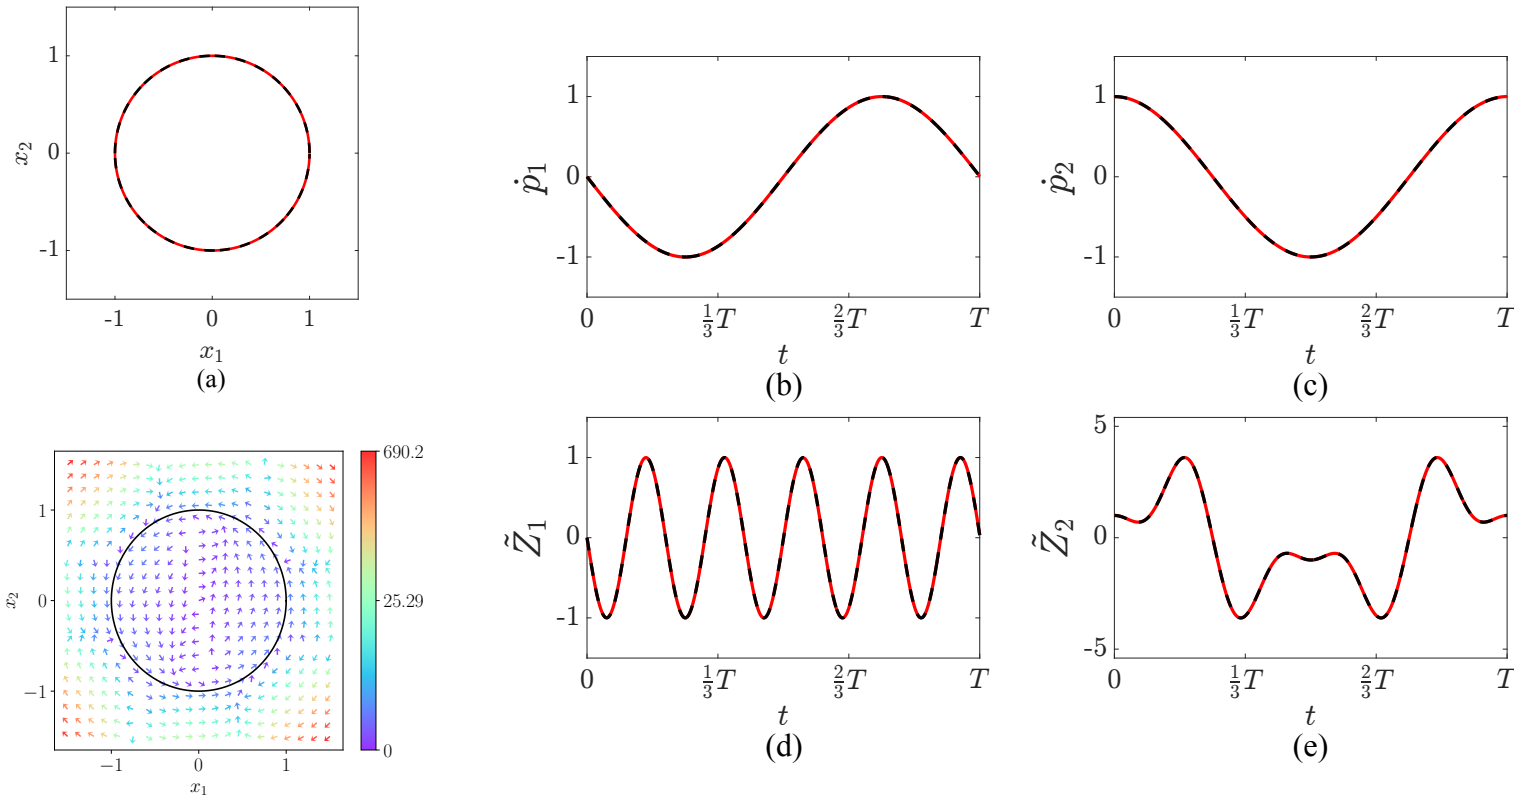 1
0
-1
x₂
-1 0 1
x₁
(a)
1
0
-1
ṗ₁
0 ⅓T ⅔T T
t
(b)
1
0
-1
ṗ₂
0 ⅓T ⅔T T
t
(c)
1
0
−1
x₂
−1 0 1
x₁
690.2
25.29
0
1
0
-1
Z̃₁
0 ⅓T ⅔T T
t
(d)
5
0
-5
Z̃₂
0 ⅓T ⅔T T
t
(e)